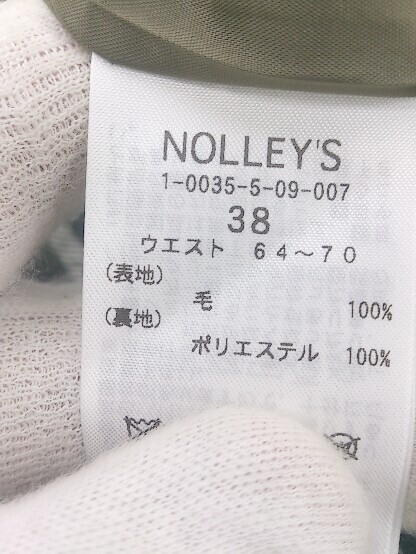 NOLLEY'S
1-0035-5-09-007
38
ウエスト 64~70
(表地)
毛 100%
(裏地)
ポリエステル 100%